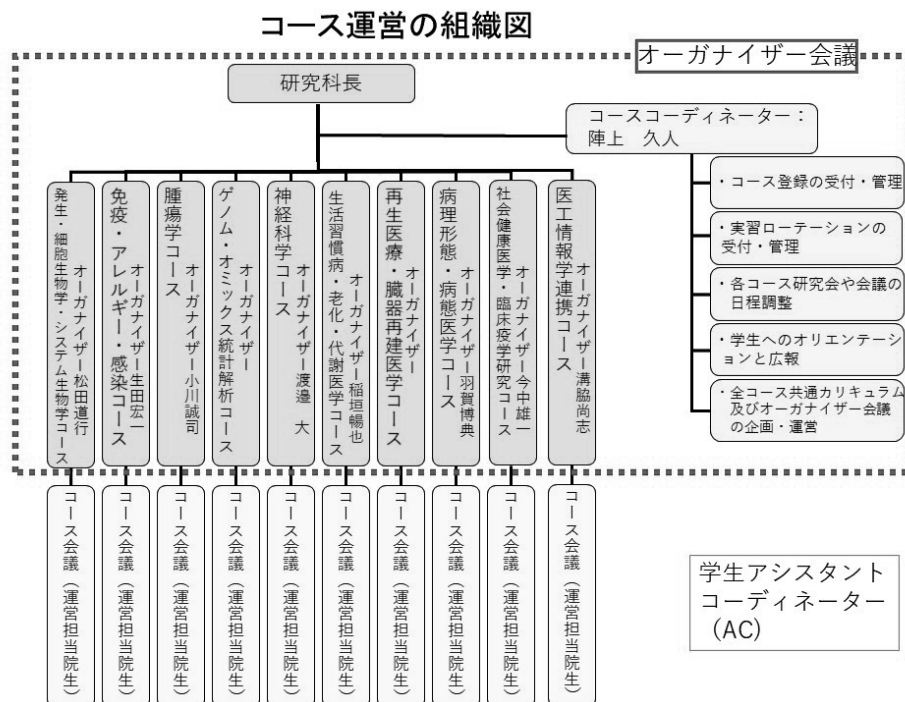 コース運営の組織図
オーガナイザー会議
研究科長
コースコーディネーター：
陣上　久人
・コース登録の受付・管理
・実習ローテーションの
受付・管理
・各コース研究会や会議の
日程調整
・学生へのオリエンテーシ
ョンと広報
・全コース共通カリキュラム
及びオーガナイザー会議
の企画・運営
発生・細胞生物学・システム生物学コース
オーガナイザー松田道行
免疫・アレルギー・感染コース
オーガナイザー生田宏一
腫瘍学コース
オーガナイザー小川誠司
ゲノム・オミックス統計解析コース
オーガナイザー
神経科学コース
オーガナイザー渡邉　大
生活習慣病・老化・代謝医学コース
オーガナイザー稲垣暢也
再生医療・臓器再建医学コース
オーガナイザー
病理形態・病態医学コース
オーガナイザー羽賀博典
社会健康医学・臨床疫学研究コース
オーガナイザー今中雄一
医工情報学連携コース
オーガナイザー溝脇尚志
コース会議（運営担当院生）
コース会議（運営担当院生）
コース会議（運営担当院生）
コース会議（運営担当院生）
コース会議（運営担当院生）
コース会議（運営担当院生）
コース会議（運営担当院生）
コース会議（運営担当院生）
コース会議（運営担当院生）
コース会議（運営担当院生）
学生アシスタント
コーディネーター
（AC）